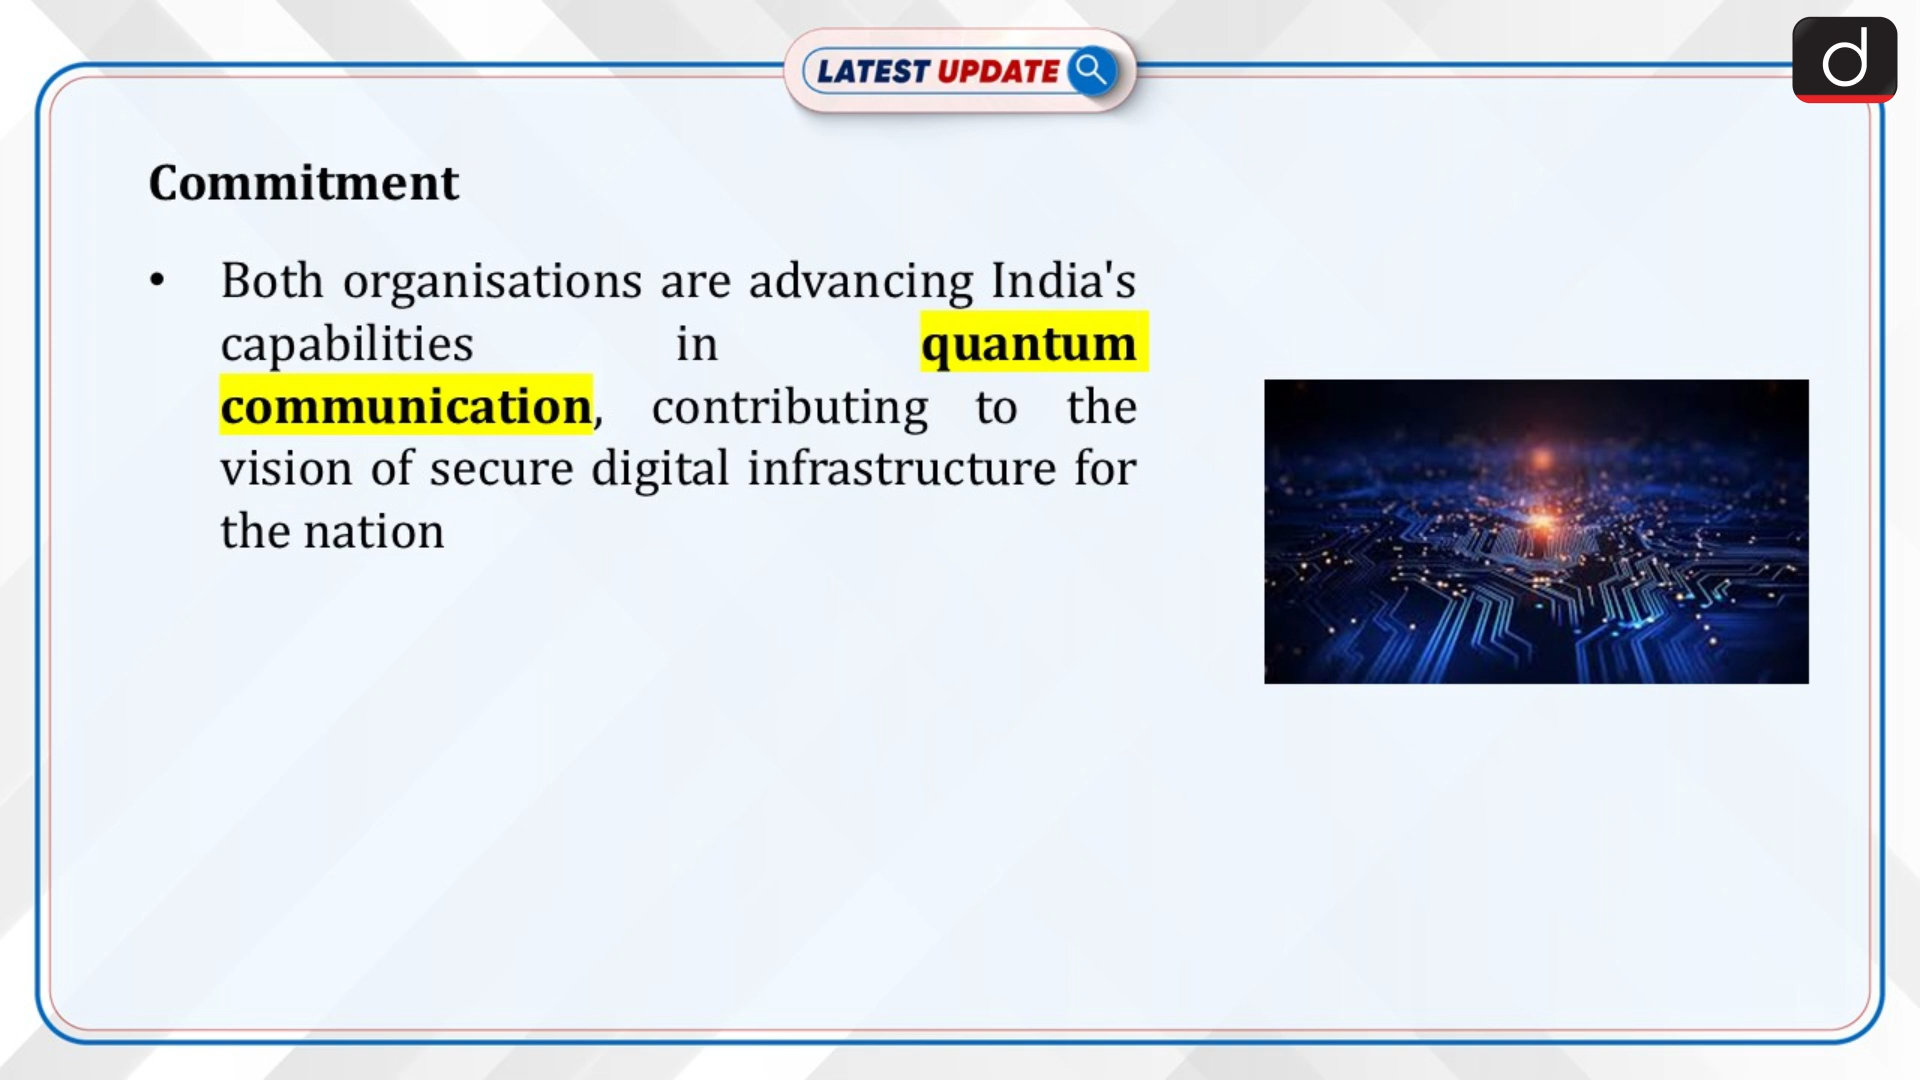 LATEST UPDATE
d
Commitment
• Both organisations are advancing India's
capabilities in quantum
communication, contributing to the
vision of secure digital infrastructure for
the nation